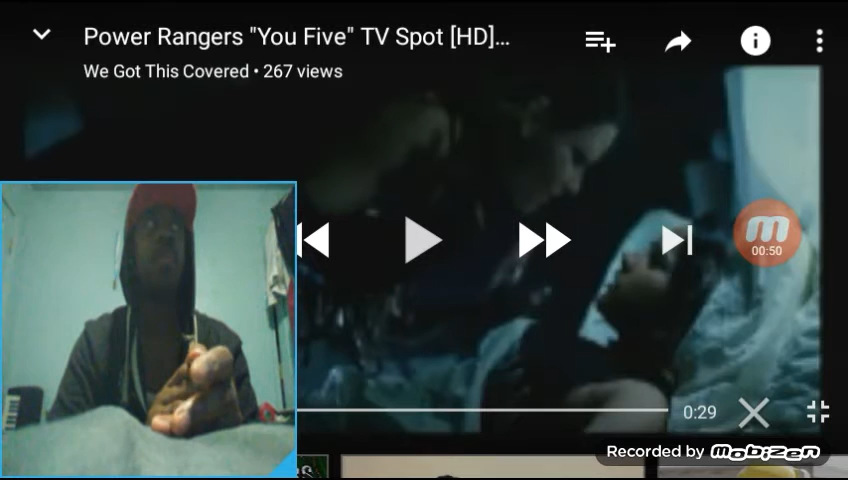 Power Rangers "You Five" TV Spot [HD]...
We Got This Covered • 267 views
00:50
0:29
Recorded by Mobizen